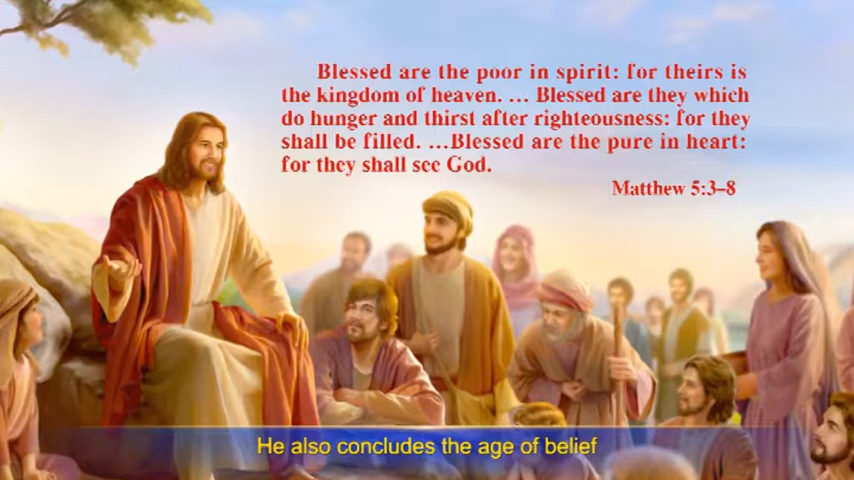 Blessed are the poor in spirit: for theirs is
the kingdom of heaven. … Blessed are they which
do hunger and thirst after righteousness: for they
shall be filled. …Blessed are the pure in heart:
for they shall see God.
Matthew 5:3–8
He also concludes the age of belief